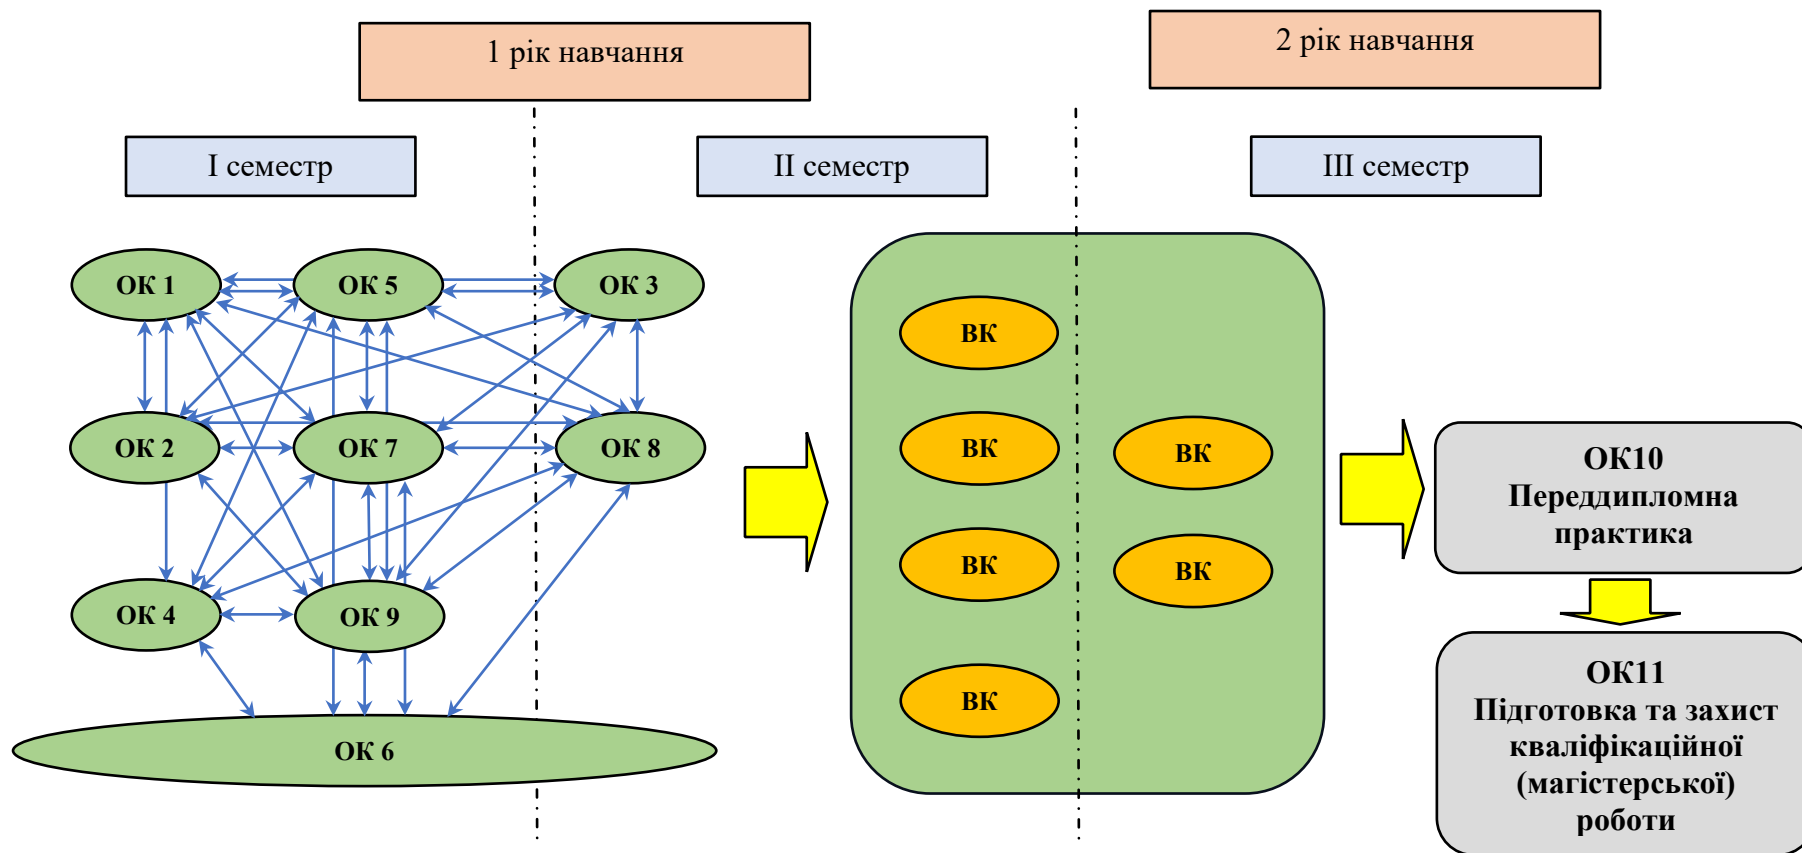 1 рік навчання
2 рік навчання
І семестр
ІІ семестр
ІІІ семестр
ОК 1
ОК 5
ОК 3
ВК
ОК 2
ОК 7
ОК 8
ВК
ВК
ОК10
Переддипломна
практика
ВК
ВК
ОК 4
ОК 9
ВК
ОК 6
ОК11
Підготовка та захист
кваліфікаційної
(магістерської)
роботи